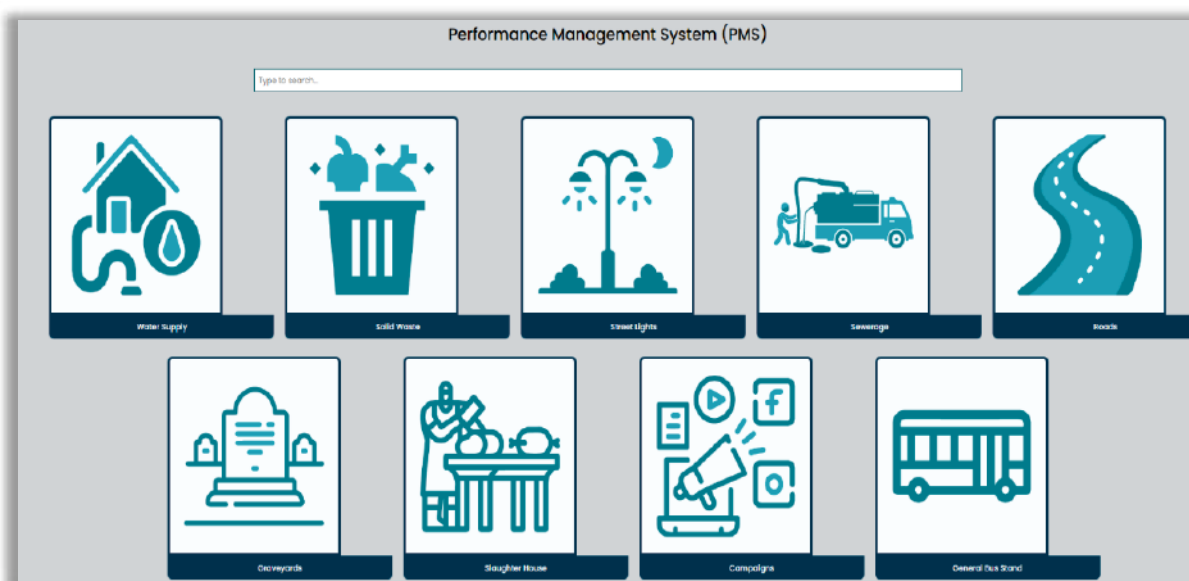 Performance Management System (PMS)
Type to search...
Water Supply
Solid Waste
Street Lights
Sewerage
Roads
Graveyards
Slaughter House
Campaigns
General Bus Stand